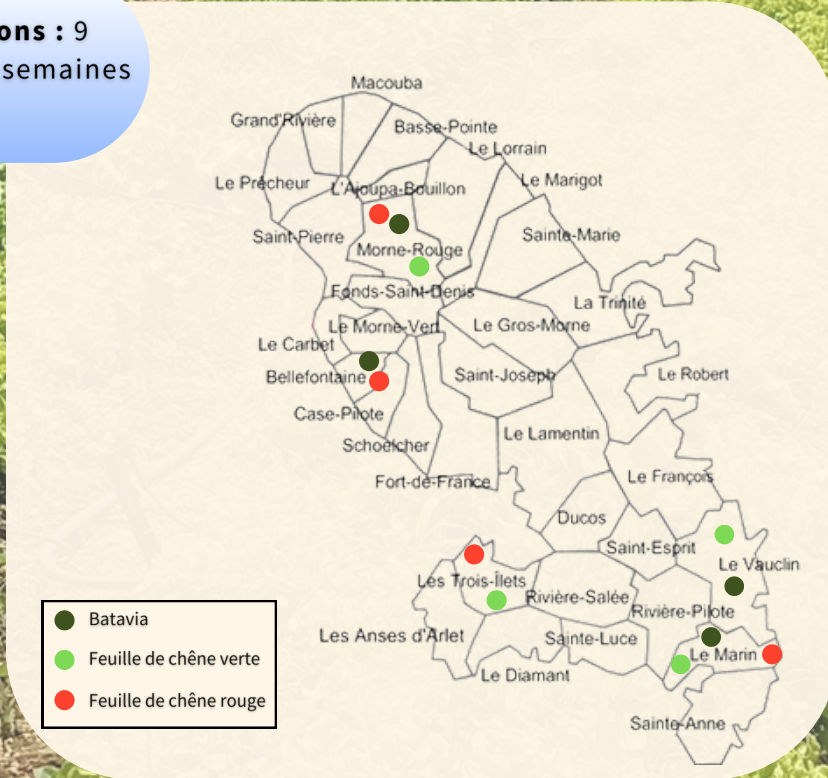 ons : 9
semaines
Macouba
Grand'Rivière
Basse-Pointe
Le Lorrain
Le Prêcheur
L'Ajoupa-Bouillon
Le Marigot
Saint-Pierre
Morne-Rouge
Sainte-Marie
Fonds-Saint-Denis
La Trinité
Le Morne-Vert
Le Gros-Morne
Le Carbet
Bellefontaine
Saint-Joseph
Le Robert
Case-Pilote
Schoelcher
Le Lamentin
Fort-de-France
Le François
Ducos
Saint-Esprit
Le Vauclin
Les Trois-Îlets
Rivière-Salée
Rivière-Pilote
Les Anses d'Arlet
Sainte-Luce
Le Marin
Le Diamant
Sainte-Anne
Batavia
Feuille de chêne verte
Feuille de chêne rouge